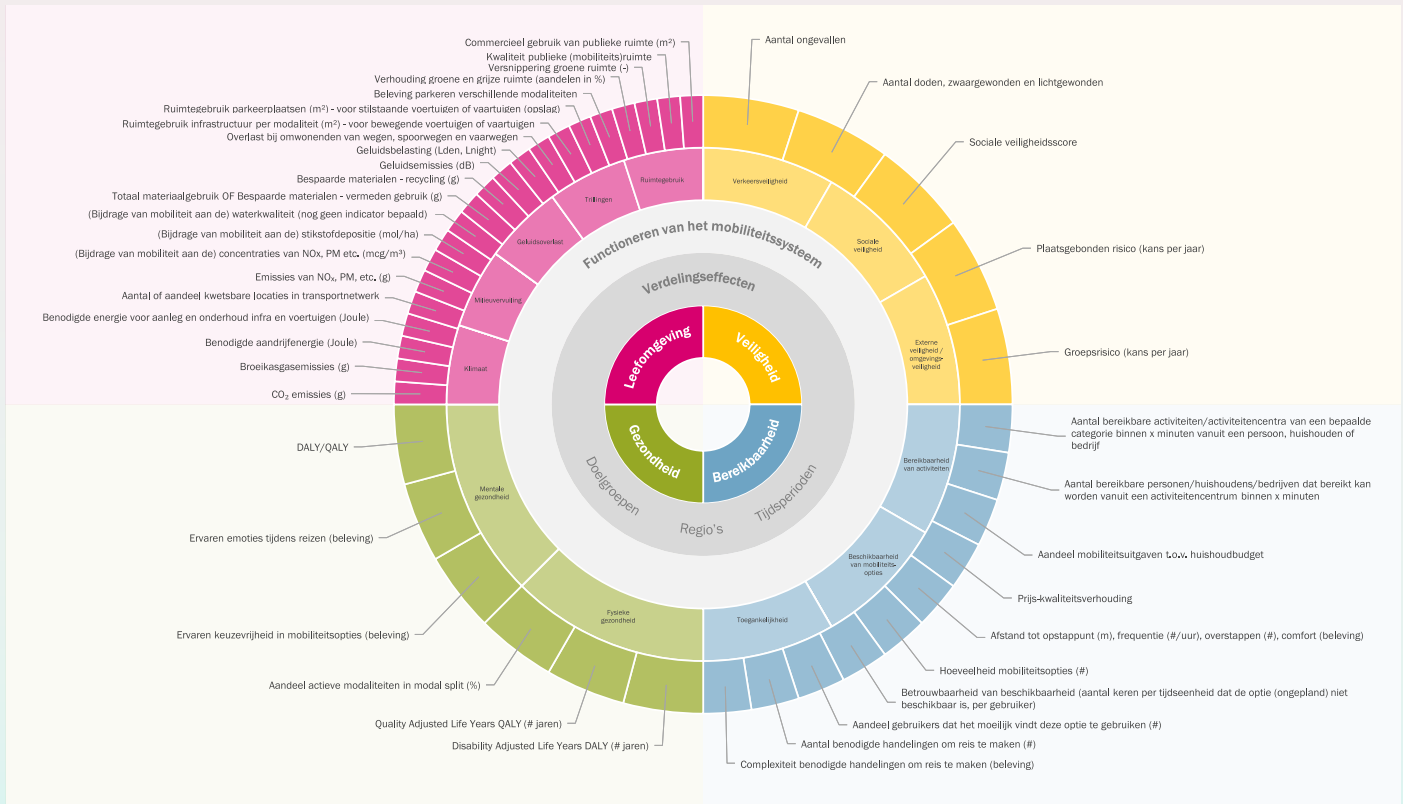 Commercieel gebruik van publieke ruimte (m²)
Kwaliteit publieke (mobiliteits)ruimte
Versnippering groene ruimte (-)
Verhouding groene en grijze ruimte (aandelen in %)
Beleving parkeren verschillende modaliteiten
Ruimtegebruik parkeerplaatsen (m²) - voor stilstaande voertuigen of vaartuigen (opslag)
Ruimtegebruik infrastructuur per modaliteit (m²) - voor bewegende voertuigen of vaartuigen
Overlast bij omwonenden van wegen, spoorwegen en vaarwegen
Geluidsbelasting (Lden, Lnight)
Geluidsemissies (dB)
Bespaarde materialen - recycling (g)
Totaal materiaalgebruik OF Bespaarde materialen - vermeden gebruik (g)
(Bijdrage van mobiliteit aan de) waterkwaliteit (nog geen indicator bepaald)
(Bijdrage van mobiliteit aan de) stikstofdepositie (mol/ha)
(Bijdrage van mobiliteit aan de) concentraties van NOx, PM etc. (mcg/m³)
Emissies van NOx, PM, etc. (g)
Aantal of aandeel kwetsbare locaties in transportnetwerk
Benodigde energie voor aanleg en onderhoud infra en voertuigen (Joule)
Benodigde aandrijfenergie (Joule)
Broeikasgasemissies (g)
CO₂ emissies (g)
Aantal ongevallen
Aantal doden, zwaargewonden en lichtgewonden
Sociale veiligheidsscore
Plaatsgebonden risico (kans per jaar)
Groepsrisico (kans per jaar)
Ruimtegebruik
Trillingen
Geluidsoverlast
Milieuvervuiling
Klimaat
Verkeersveiligheid
Sociale
veiligheid
Externe
veiligheid /
omgevings-
veiligheid
Functioneren van het mobiliteitssysteem
Verdelingseffecten
Leefomgeving
Veiligheid
Gezondheid
Bereikbaarheid
Doelgroepen
Regio's
Tijdsperioden
Mentale
gezondheid
Fysieke
gezondheid
Bereikbaarheid
van activiteiten
Beschikbaarheid
van mobiliteits-
opties
Toegankelijkheid
DALY/QALY
Ervaren emoties tijdens reizen (beleving)
Ervaren keuzevrijheid in mobiliteitsopties (beleving)
Aandeel actieve modaliteiten in modal split (%)
Quality Adjusted Life Years QALY (# jaren)
Disability Adjusted Life Years DALY (# jaren)
Aantal bereikbare activiteiten/activiteitencentra van een bepaalde
categorie binnen x minuten vanuit een persoon, huishouden of
bedrijf
Aantal bereikbare personen/huishoudens/bedrijven dat bereikt kan
worden vanuit een activiteitencentrum binnen x minuten
Aandeel mobiliteitsuitgaven t.o.v. huishoudbudget
Prijs-kwaliteitsverhouding
Afstand tot opstappunt (m), frequentie (#/uur), overstappen (#), comfort (beleving)
Hoeveelheid mobiliteitsopties (#)
Betrouwbaarheid van beschikbaarheid (aantal keren per tijdseenheid dat de optie (ongepland) niet
beschikbaar is, per gebruiker)
Aandeel gebruikers dat het moeilijk vindt deze optie te gebruiken (#)
Aantal benodigde handelingen om reis te maken (#)
Complexiteit benodigde handelingen om reis te maken (beleving)